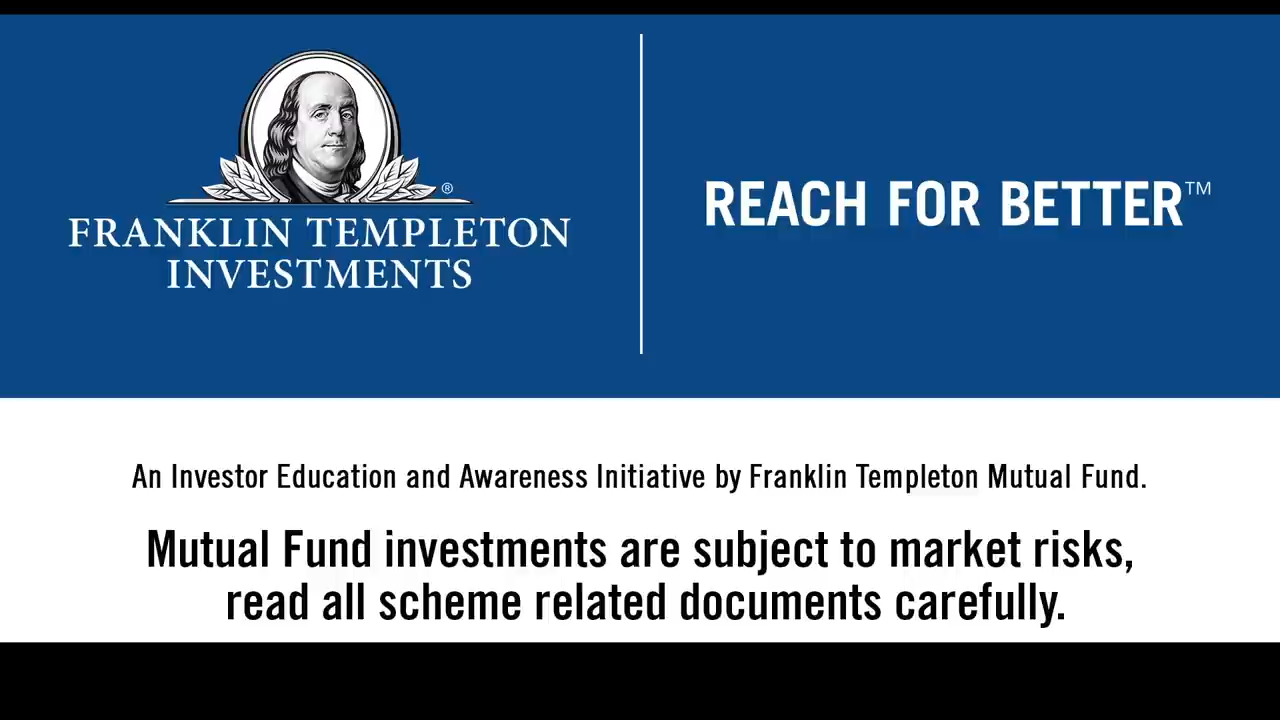 FRANKLIN TEMPLETON
INVESTMENTS
®
REACH FOR BETTER™
An Investor Education and Awareness Initiative by Franklin Templeton Mutual Fund.
Mutual Fund investments are subject to market risks,
read all scheme related documents carefully.